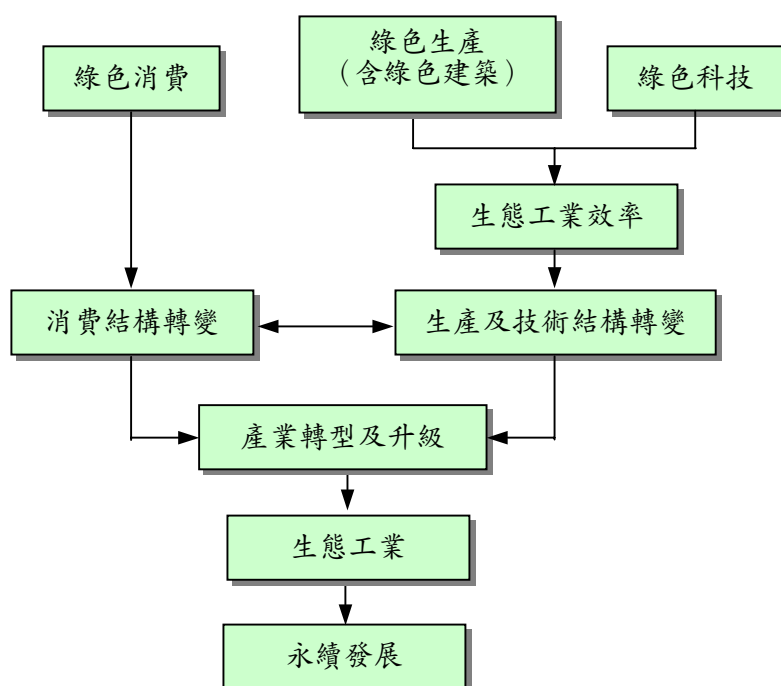 綠色消費
綠色生產
（含綠色建築）
綠色科技
生態工業效率
消費結構轉變
生產及技術結構轉變
產業轉型及升級
生態工業
永續發展